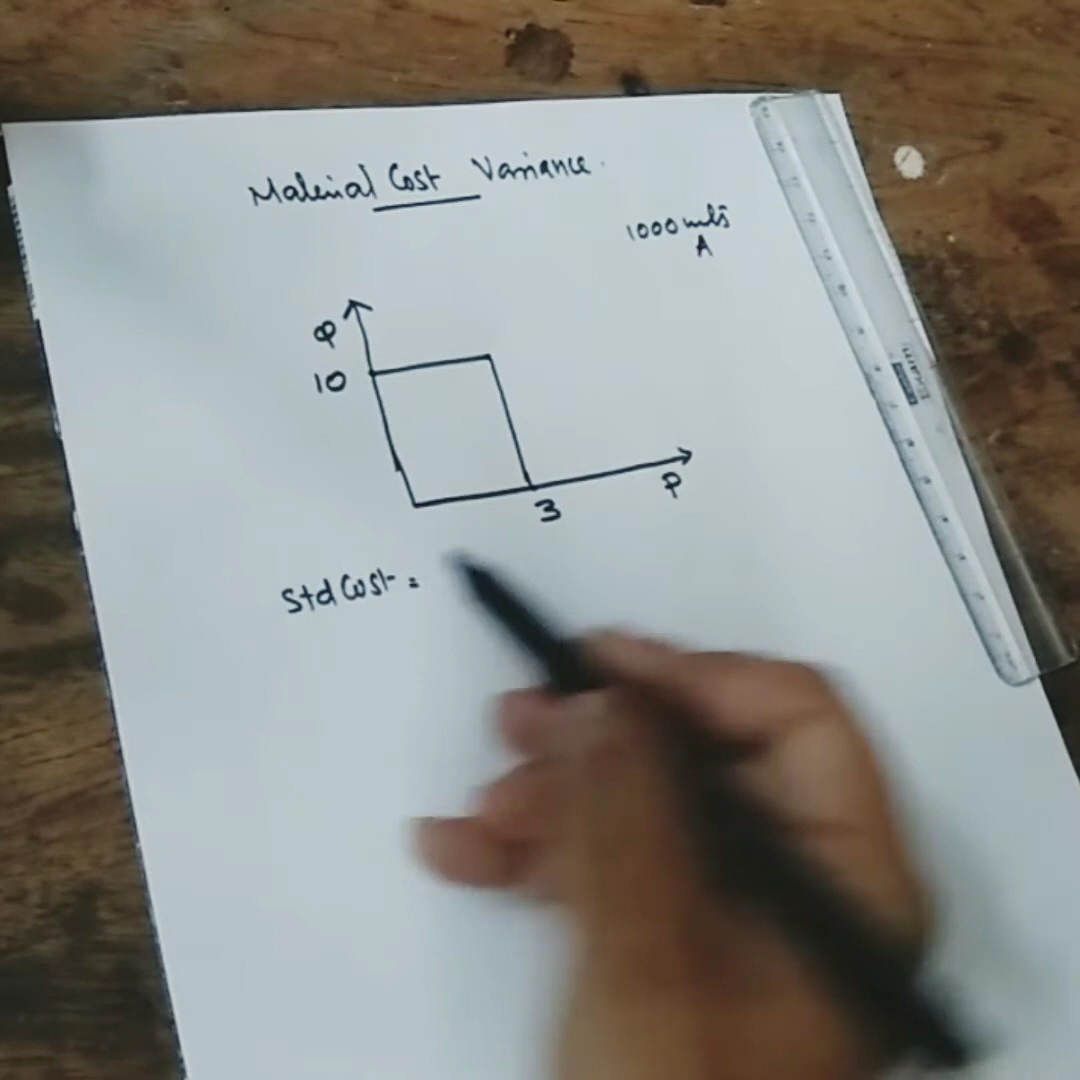 Material Cost Variance.
1000 units
A
Q
10
3
P
Std Cost =